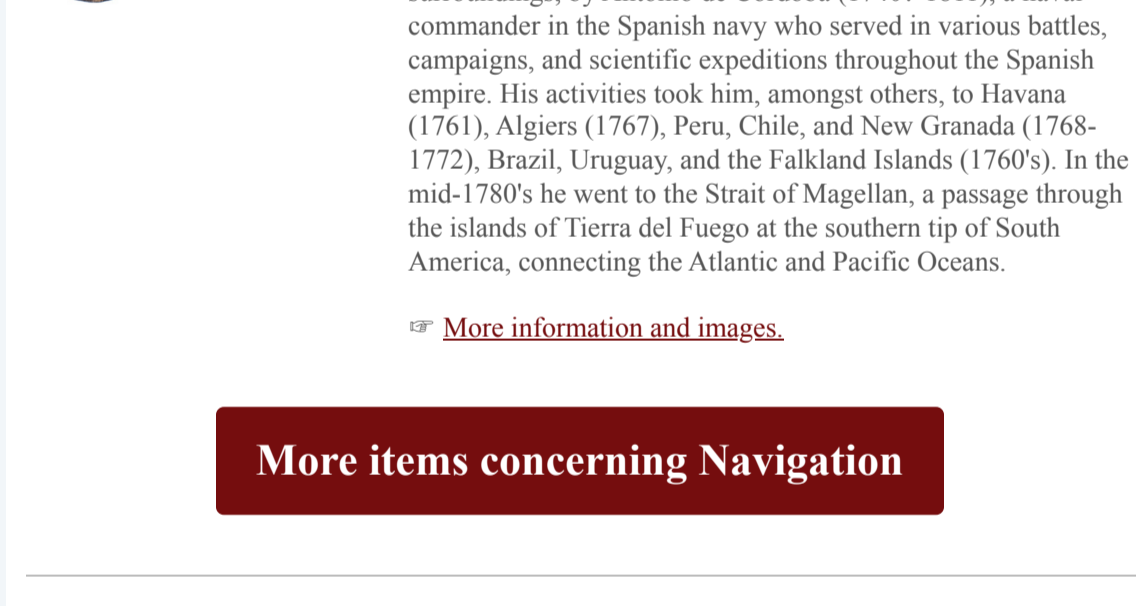 commander in the Spanish navy who served in various battles,
campaigns, and scientific expeditions throughout the Spanish
empire. His activities took him, amongst others, to Havana
(1761), Algiers (1767), Peru, Chile, and New Granada (1768-
1772), Brazil, Uruguay, and the Falkland Islands (1760's). In the
mid-1780's he went to the Strait of Magellan, a passage through
the islands of Tierra del Fuego at the southern tip of South
America, connecting the Atlantic and Pacific Oceans.
☞ More information and images.
More items concerning Navigation